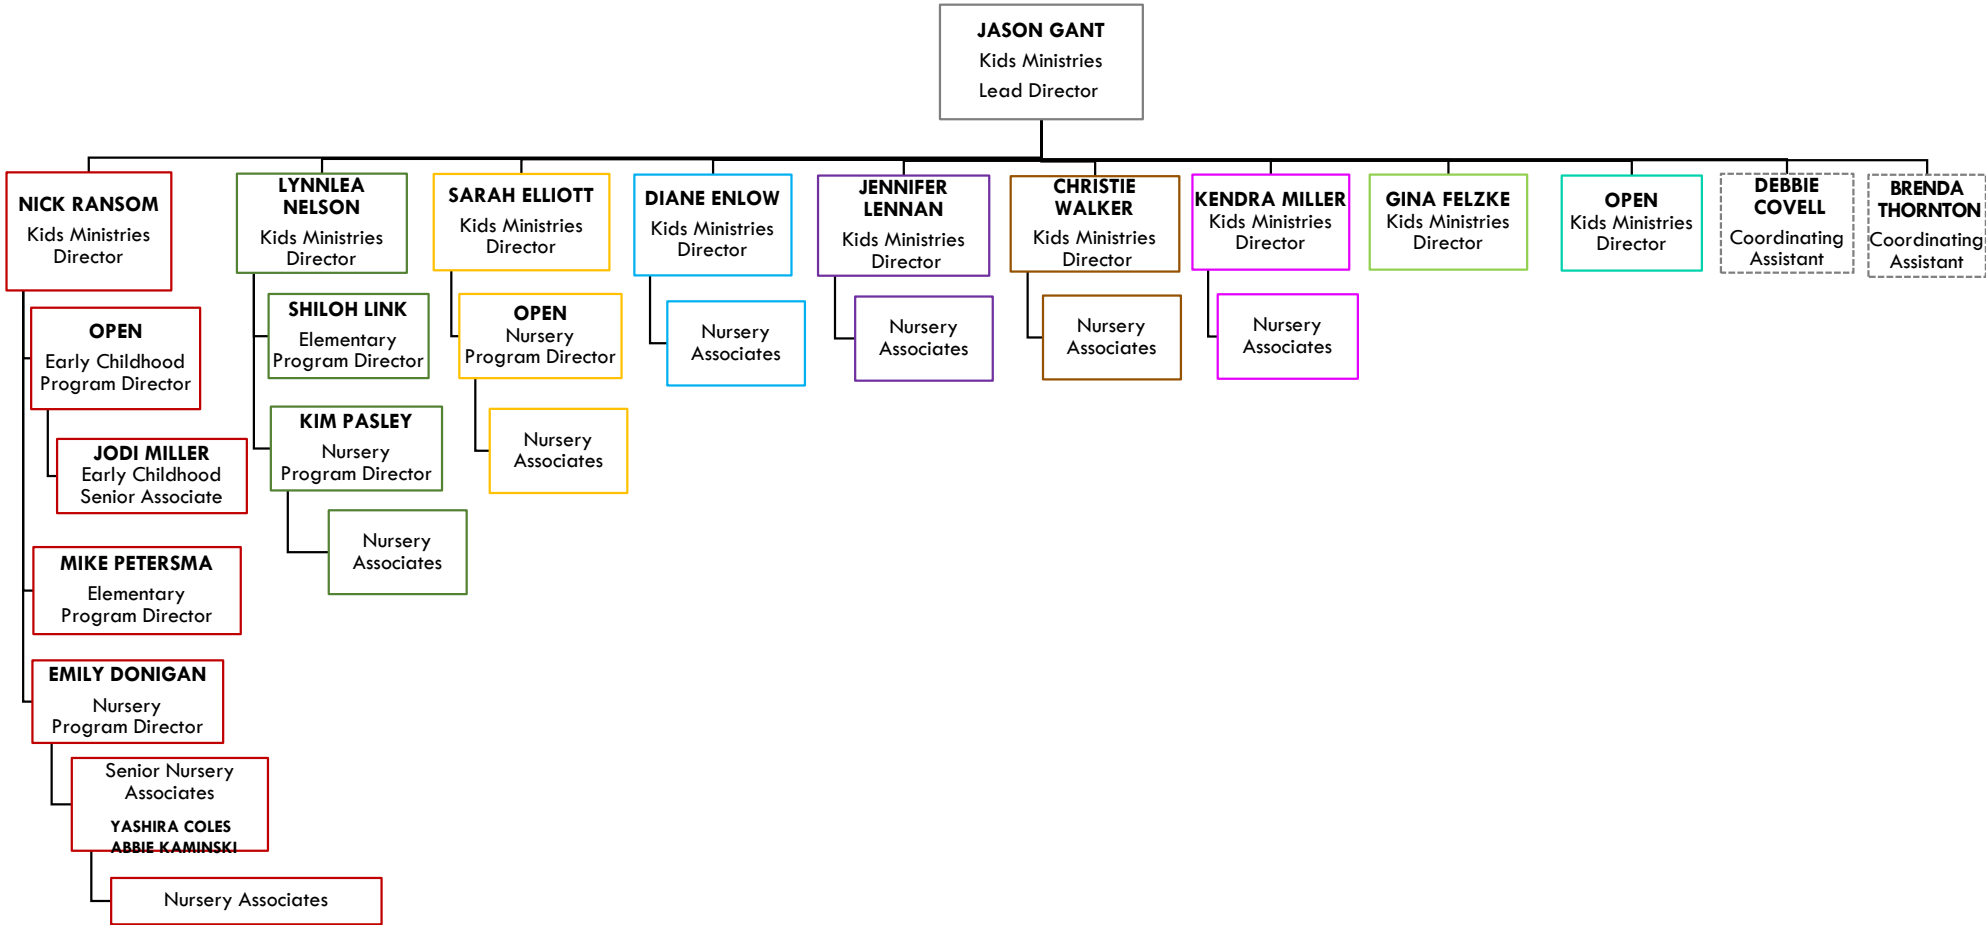 JASON GANT
Kids Ministries
Lead Director
NICK RANSOM
Kids Ministries
Director
LYNNLEA
NELSON
Kids Ministries
Director
SARAH ELLIOTT
Kids Ministries
Director
DIANE ENLOW
Kids Ministries
Director
JENNIFER
LENNAN
Kids Ministries
Director
CHRISTIE
WALKER
Kids Ministries
Director
KENDRA MILLER
Kids Ministries
Director
GINA FELZKE
Kids Ministries
Director
OPEN
Kids Ministries
Director
DEBBIE
COVELL
Coordinating
Assistant
BRENDA
THORNTON
Coordinating
Assistant
OPEN
Early Childhood
Program Director
JODI MILLER
Early Childhood
Senior Associate
MIKE PETERSMA
Elementary
Program Director
EMILY DONIGAN
Nursery
Program Director
Senior Nursery
Associates
YASHIRA COLES
ABBIE KAMINSKI
Nursery Associates
SHILOH LINK
Elementary
Program Director
KIM PASLEY
Nursery
Program Director
Nursery
Associates
OPEN
Nursery
Program Director
Nursery
Associates
Nursery
Associates
Nursery
Associates
Nursery
Associates
Nursery
Associates